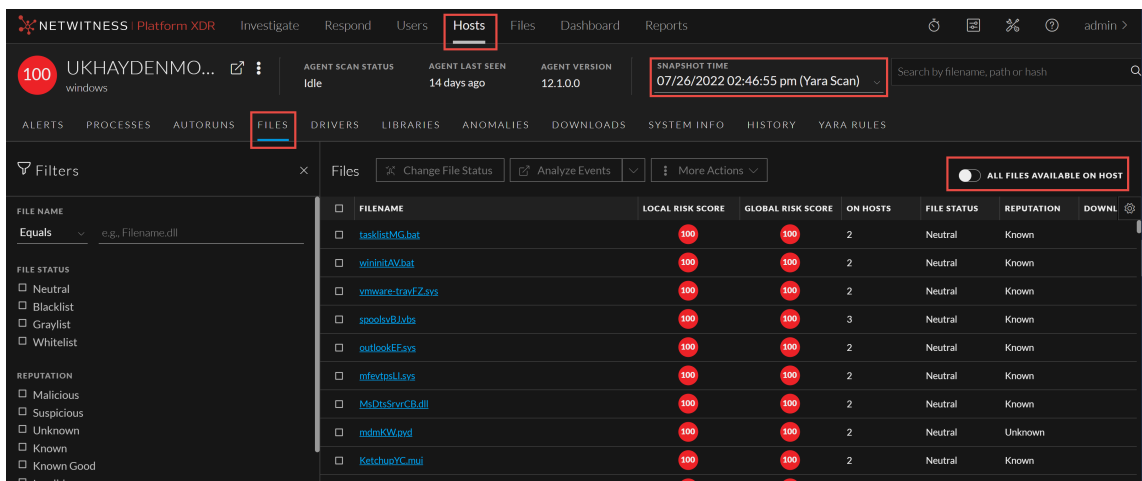 NETWITNESS Platform XDR Investigate Respond Users Hosts Files Dashboard Reports admin >
100 UKHAYDENMO... windows
AGENT SCAN STATUS Idle
AGENT LAST SEEN 14 days ago
AGENT VERSION 12.1.0.0
SNAPSHOT TIME 07/26/2022 02:46:55 pm (Yara Scan)
Search by filename, path or hash
ALERTS PROCESSES AUTORUNS FILES DRIVERS LIBRARIES ANOMALIES DOWNLOADS SYSTEM INFO HISTORY YARA RULES
Filters
FILE NAME
Equals e.g., Filename.dll
FILE STATUS
Neutral
Blacklist
Graylist
Whitelist
REPUTATION
Malicious
Suspicious
Unknown
Known
Known Good
Files Change File Status Analyze Events More Actions ALL FILES AVAILABLE ON HOST
FILENAME LOCAL RISK SCORE GLOBAL RISK SCORE ON HOSTS FILE STATUS REPUTATION DOWNL
tasklistMG.bat 100 100 2 Neutral Known
wininitAV.bat 100 100 2 Neutral Known
vmware-trayFZ.sys 100 100 2 Neutral Known
spoolsvBJ.vbs 100 100 3 Neutral Known
outlookEF.sys 100 100 2 Neutral Known
mfevtpsLI.sys 100 100 2 Neutral Known
MsDtsSrvrCB.dll 100 100 2 Neutral Known
mdmKW.pyd 100 100 2 Neutral Unknown
KetchupYC.mui 100 100 2 Neutral Known